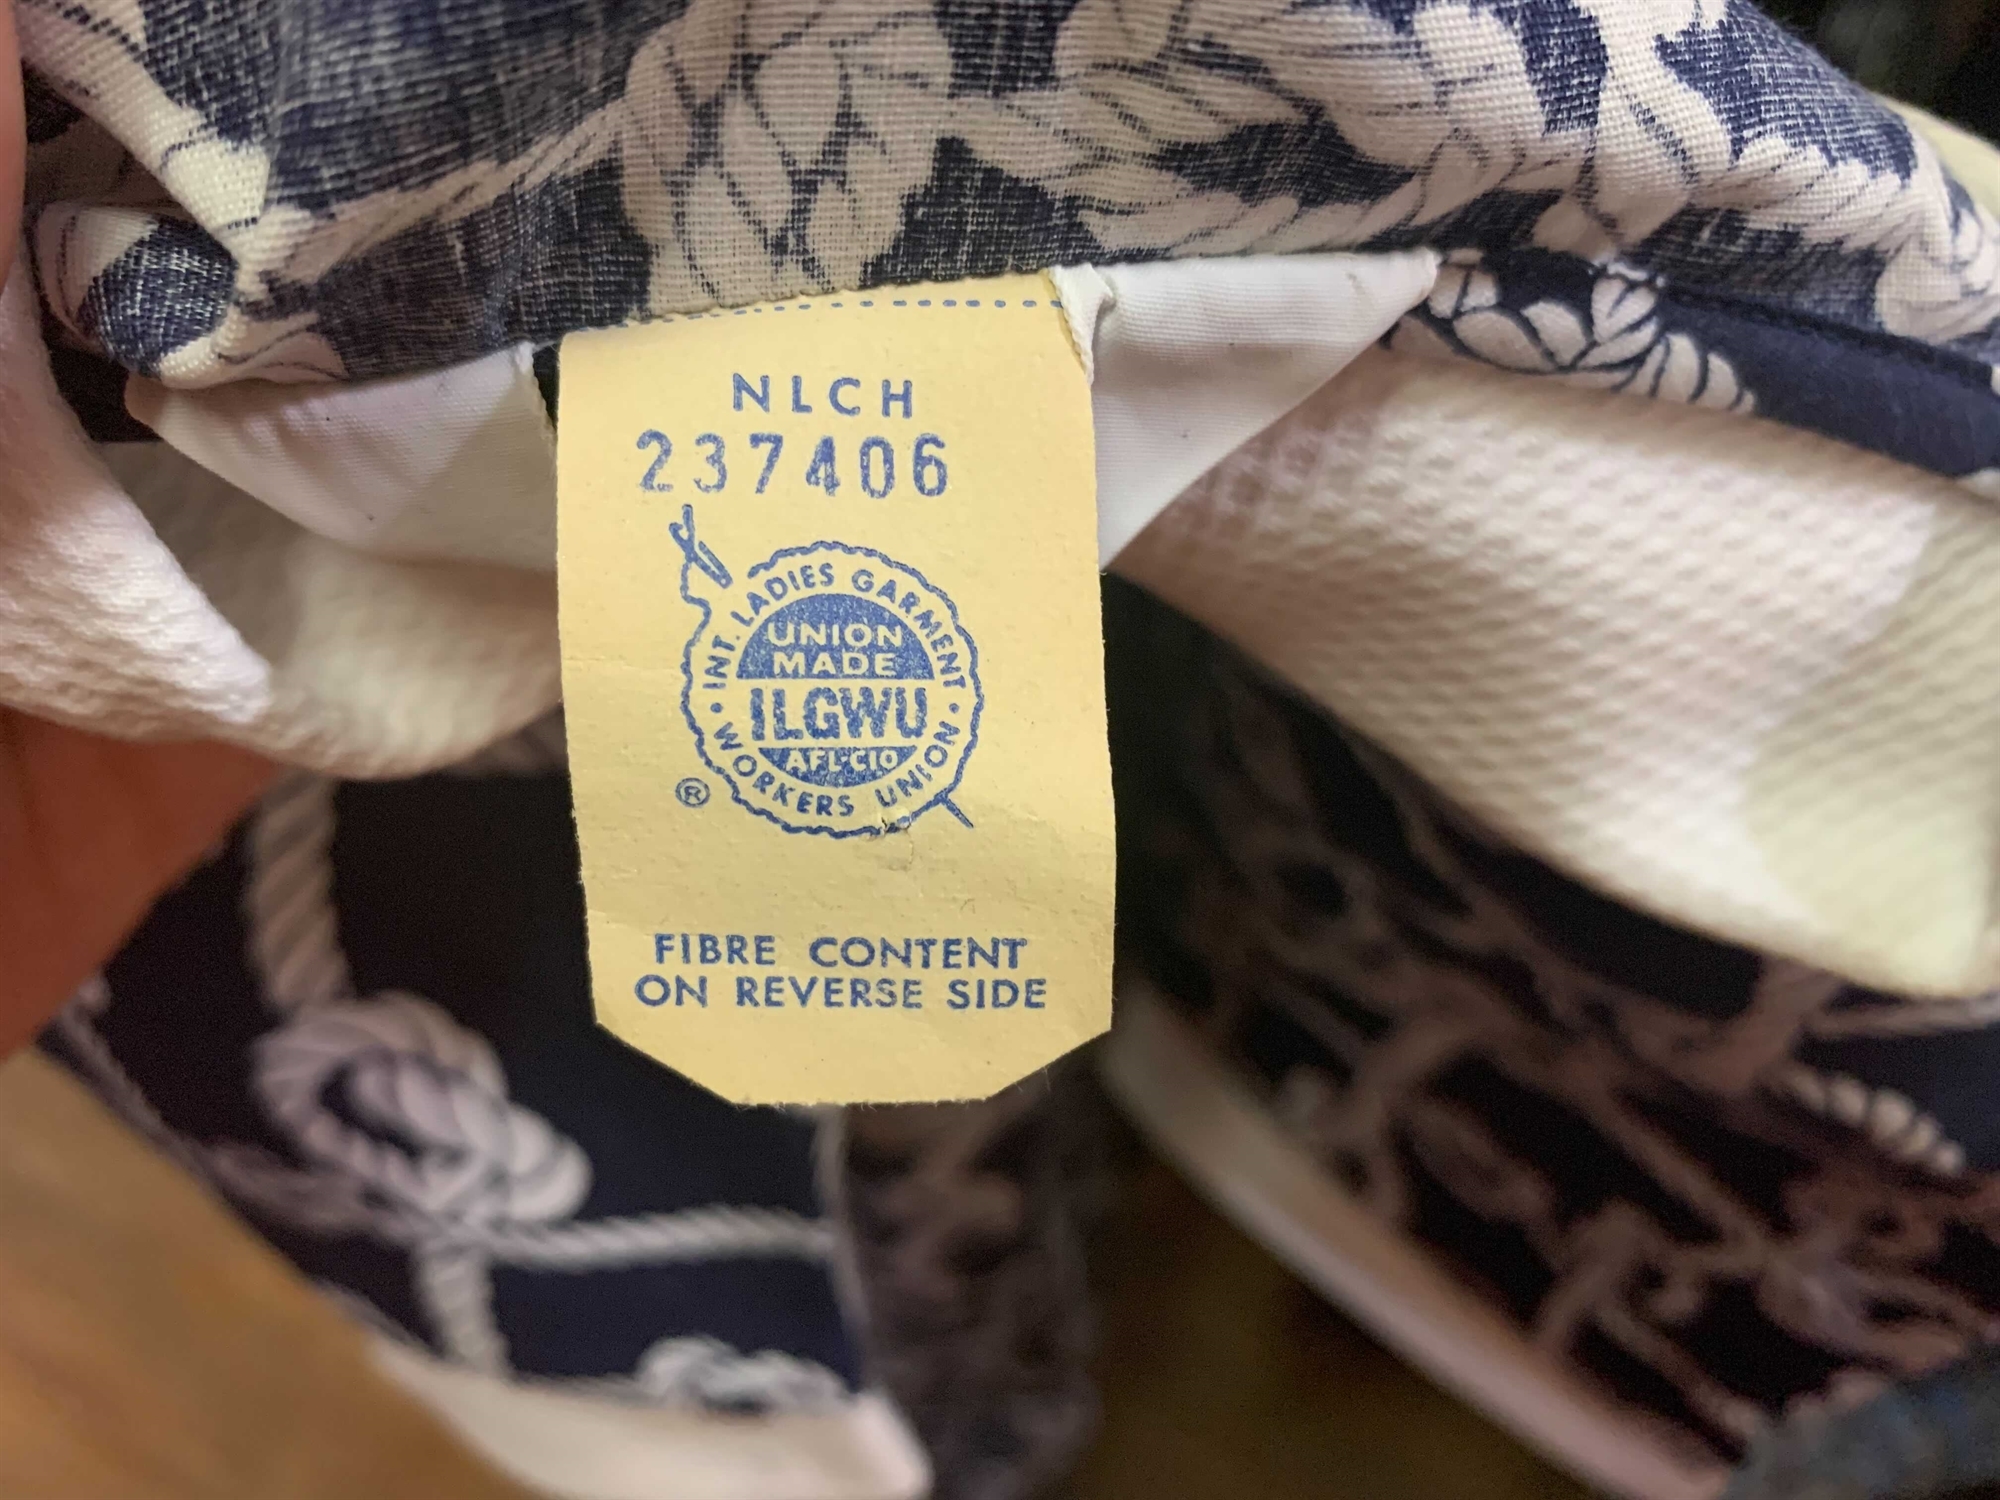 NLCH
237406
INT. LADIES GARMENT
WORKERS UNION
UNION
MADE
ILGWU
AFL-CIO
®
FIBRE CONTENT
ON REVERSE SIDE